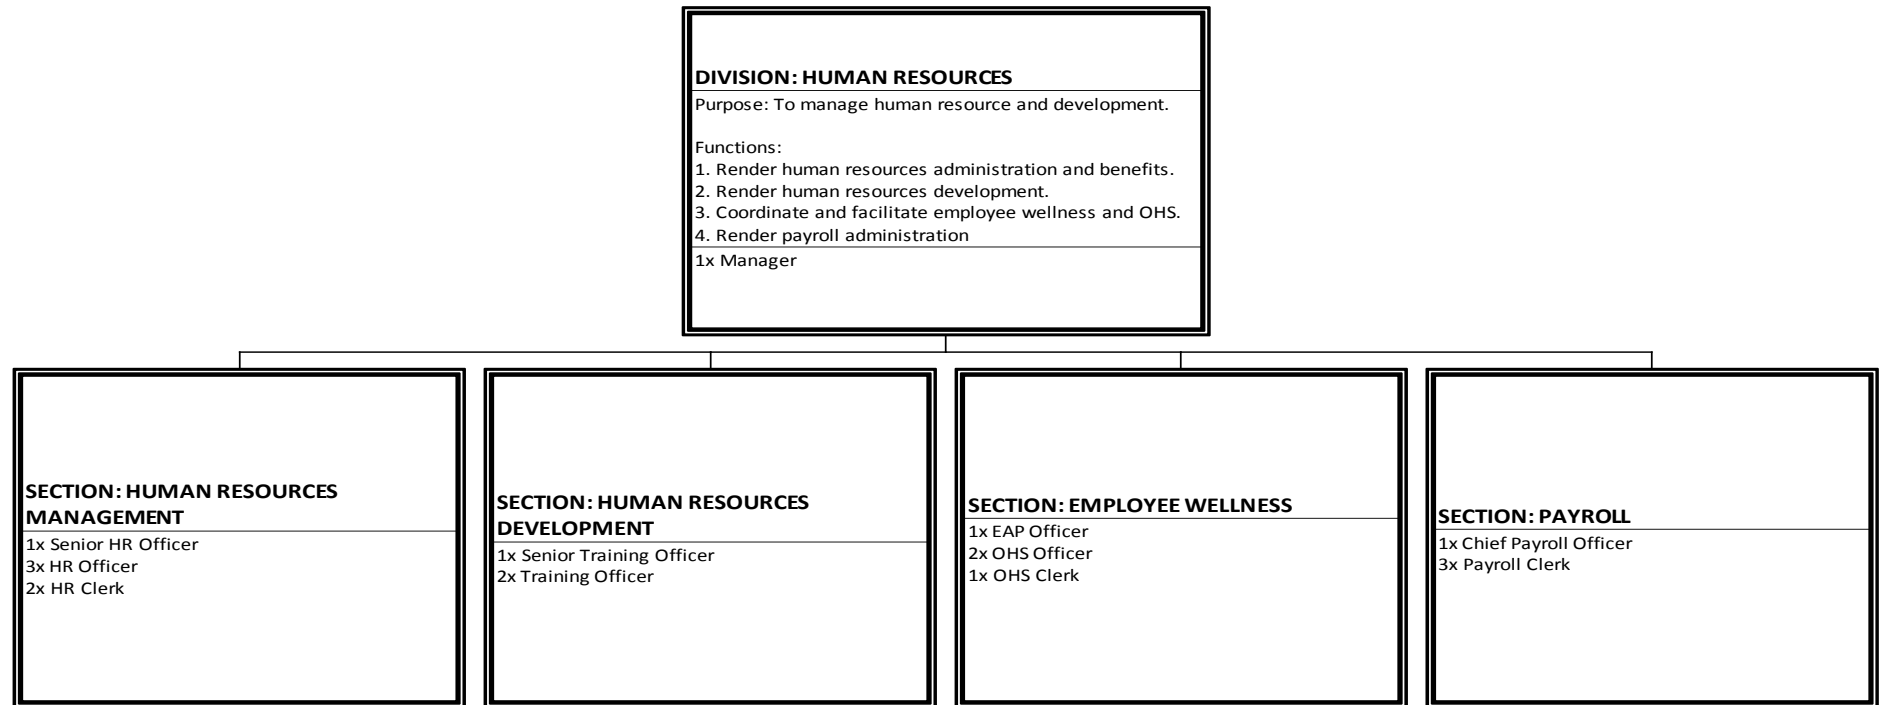 DIVISION: HUMAN RESOURCES
Purpose: To manage human resource and development.
Functions:
1. Render human resources administration and benefits.
2. Render human resources development.
3. Coordinate and facilitate employee wellness and OHS.
4. Render payroll administration
1x Manager
SECTION: HUMAN RESOURCES
MANAGEMENT
1x Senior HR Officer
3x HR Officer
2x HR Clerk
SECTION: HUMAN RESOURCES
DEVELOPMENT
1x Senior Training Officer
2x Training Officer
SECTION: EMPLOYEE WELLNESS
1x EAP Officer
2x OHS Officer
1x OHS Clerk
SECTION: PAYROLL
1x Chief Payroll Officer
3x Payroll Clerk